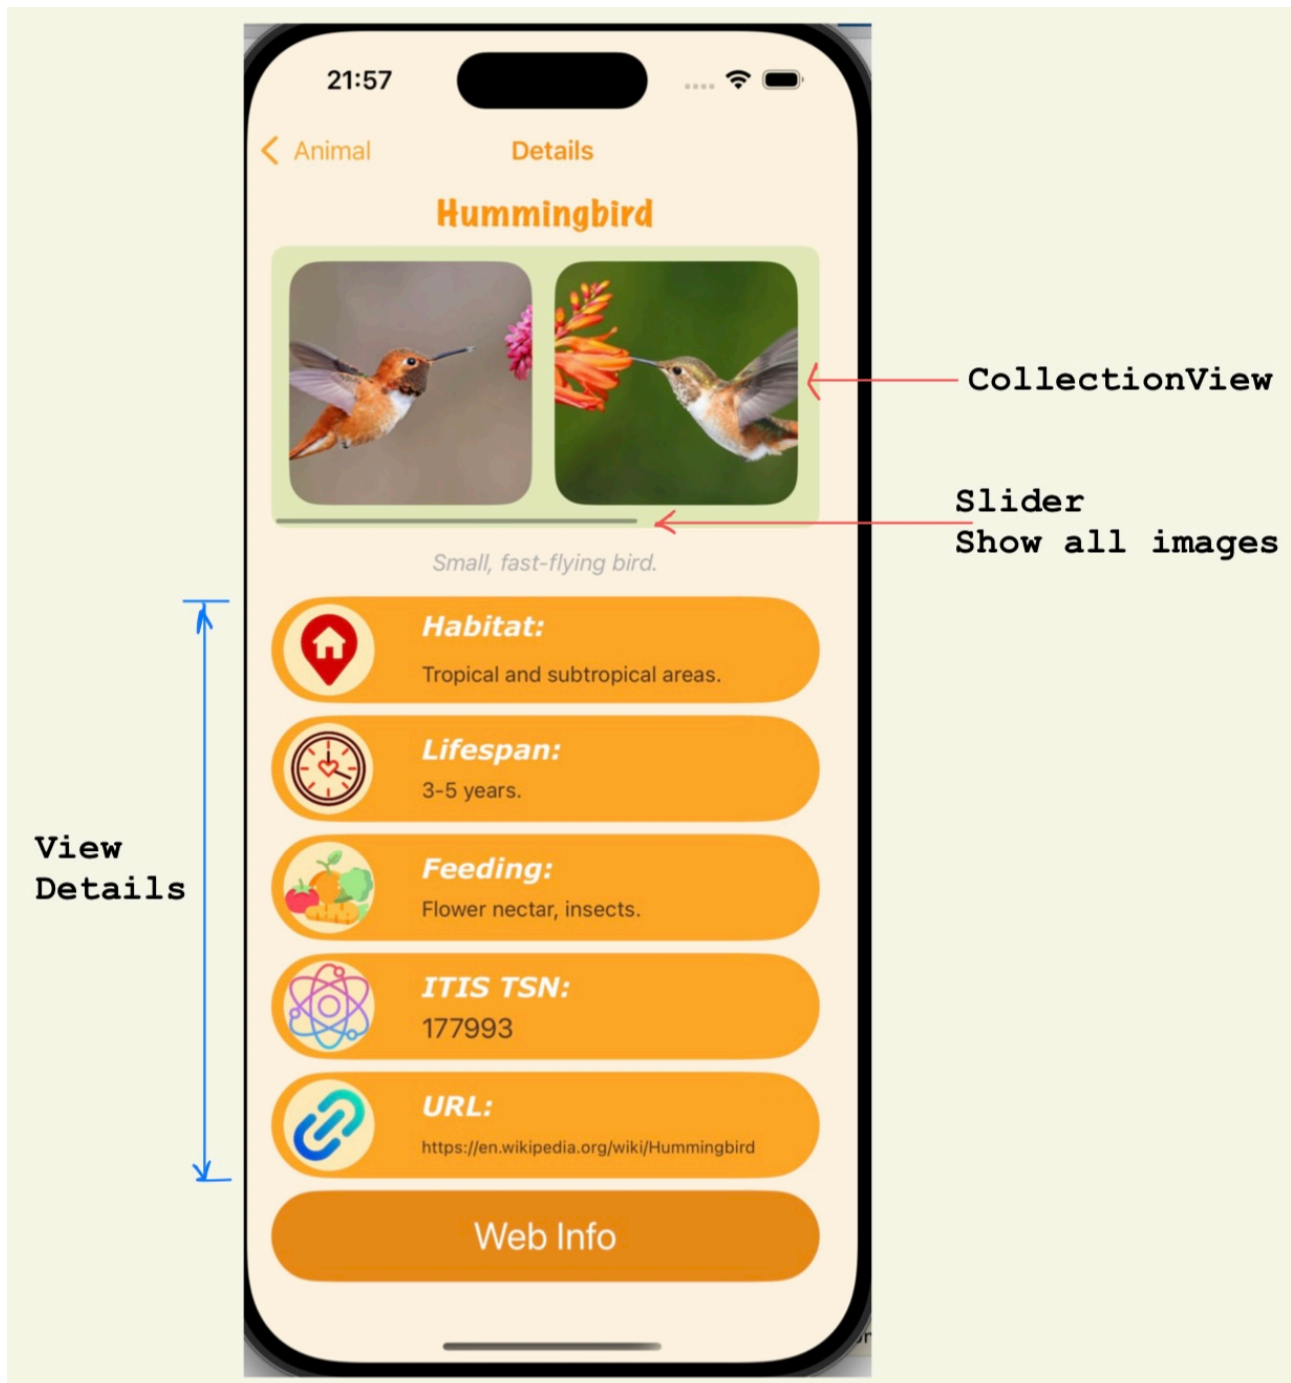 21:57
Animal
Details
Hummingbird
CollectionView
Slider
Show all images
Small, fast-flying bird.
Habitat:
Tropical and subtropical areas.
Lifespan:
3-5 years.
View
Details
Feeding:
Flower nectar, insects.
ITIS TSN:
177993
URL:
https://en.wikipedia.org/wiki/Hummingbird
Web Info